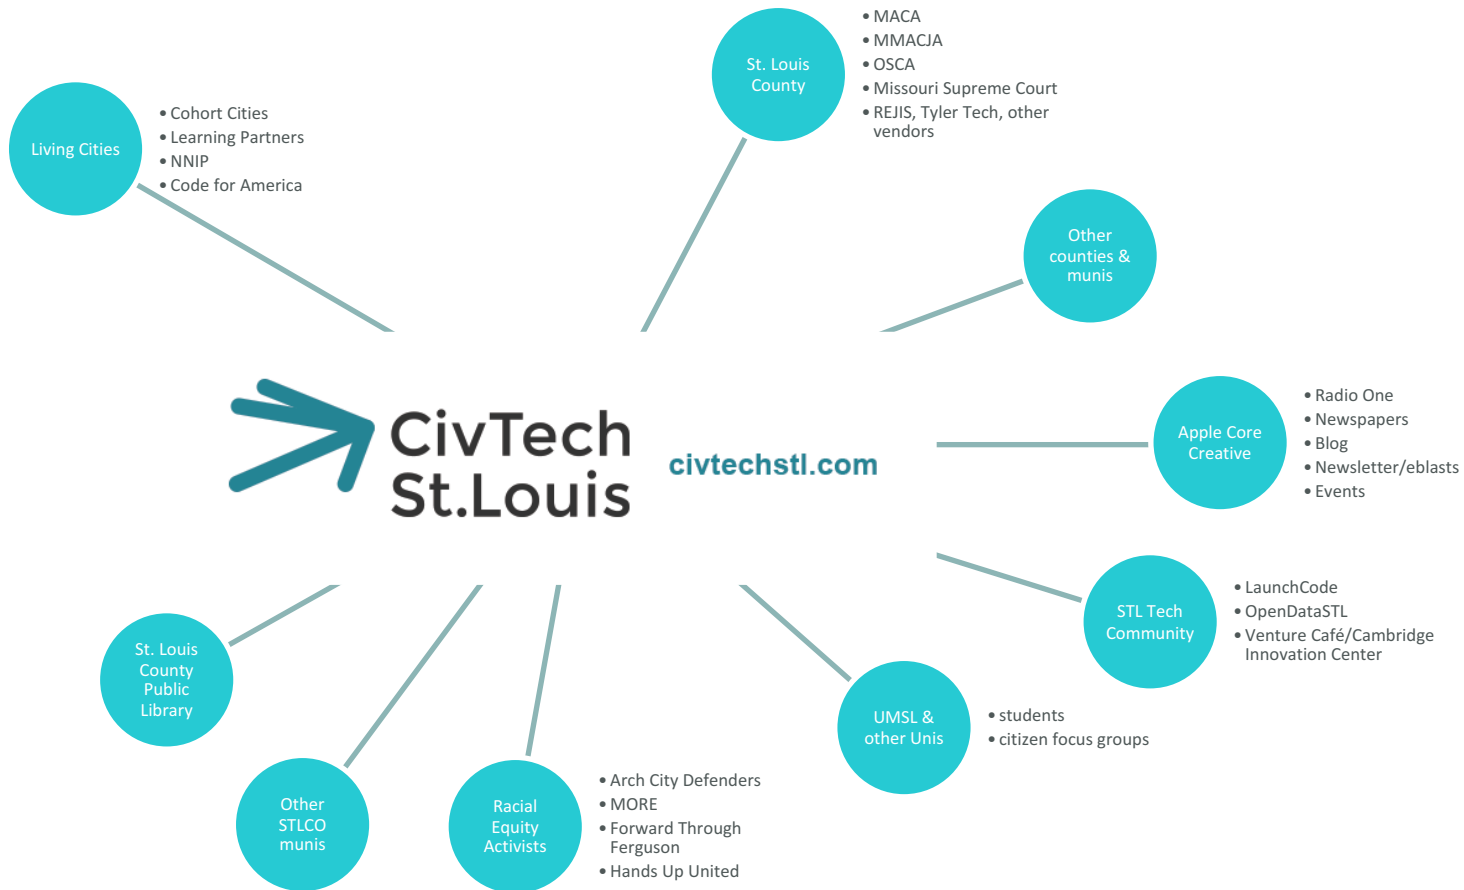 Living Cities
• Cohort Cities
• Learning Partners
• NNIP
• Code for America
St. Louis
County
• MACA
• MMACJA
• OSCA
• Missouri Supreme Court
• REJIS, Tyler Tech, other
vendors
Other
counties &
munis
CivTech
St.Louis
civtechstl.com
Apple Core
Creative
• Radio One
• Newspapers
• Blog
• Newsletter/eblasts
• Events
STL Tech
Community
• LaunchCode
• OpenDataSTL
• Venture Café/Cambridge
Innovation Center
UMSL &
other Unis
• students
• citizen focus groups
Racial
Equity
Activists
• Arch City Defenders
• MORE
• Forward Through
Ferguson
• Hands Up United
Other
STLCO
munis
St. Louis
County
Public
Library